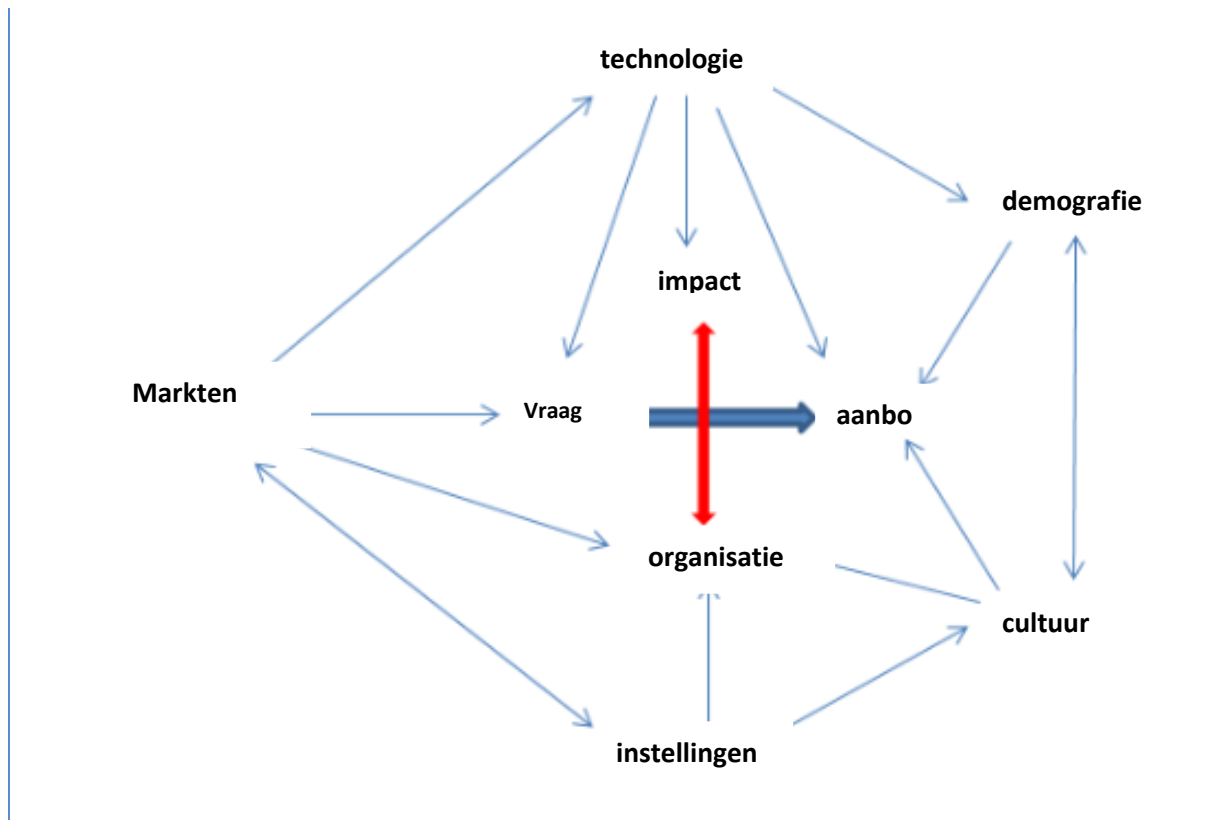 technologie
demografie
impact
Markten
Vraag
aanbo
organisatie
cultuur
instellingen